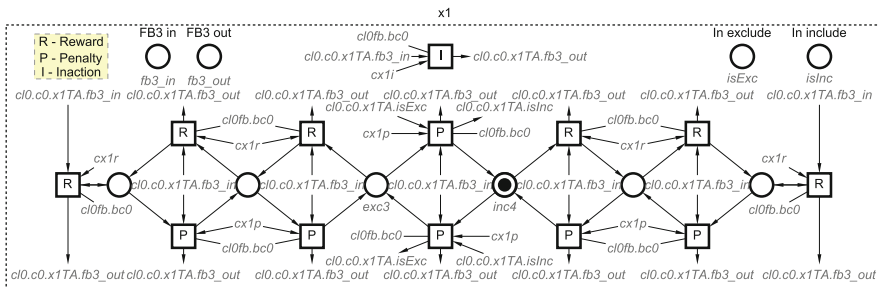 x1
R - Reward
P - Penalty
I - Inaction
FB3 in
fb3_in
FB3 out
fb3_out
cl0fb.bc0
cl0.c0.x1TA.fb3_in
cx1i
I
cl0.c0.x1TA.fb3_out
In exclude
isExc
In include
isInc
cl0.c0.x1TA.fb3_in
cl0.c0.x1TA.fb3_out
cl0.c0.x1TA.fb3_out
cl0.c0.x1TA.fb3_out
cl0.c0.x1TA.fb3_out
cl0.c0.x1TA.fb3_out
cl0.c0.x1TA.fb3_in
cl0.c0.x1TA.isExc
cl0.c0.x1TA.isInc
R
cl0fb.bc0
cx1r
R
cx1p
P
cl0fb.bc0
R
cl0fb.bc0
cx1r
R
cx1r
cx1r
R
cl0fb.bc0
cl0.c0.x1TA.fb3_in
cl0.c0.x1TA.fb3_in
exc3
cl0.c0.x1TA.fb3_in
inc4
cl0.c0.x1TA.fb3_in
cl0.c0.x1TA.fb3_in
cl0fb.bc0
R
P
cx1p
cl0fb.bc0
P
cl0fb.bc0
P
cx1p
P
cx1p
cl0fb.bc0
P
cl0.c0.x1TA.isExc
cl0.c0.x1TA.isInc
cl0.c0.x1TA.fb3_out
cl0.c0.x1TA.fb3_out
cl0.c0.x1TA.fb3_out
cl0.c0.x1TA.fb3_out
cl0.c0.x1TA.fb3_out
cl0.c0.x1TA.fb3_out
cl0.c0.x1TA.fb3_out